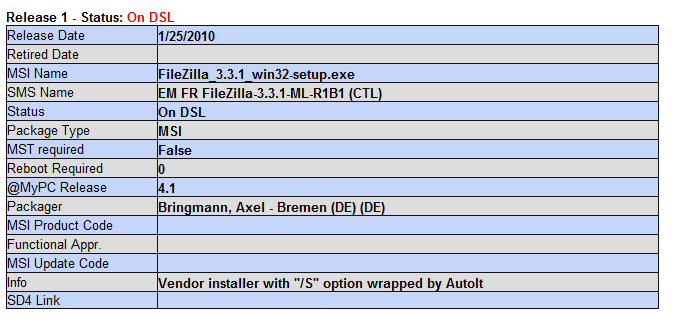 Release 1 - Status: On DSL
Release Date 1/25/2010
Retired Date
MSI Name FileZilla_3.3.1_win32-setup.exe
SMS Name EM FR FileZilla-3.3.1-ML-R1B1 (CTL)
Status On DSL
Package Type MSI
MST required False
Reboot Required 0
@MyPC Release 4.1
Packager Bringmann, Axel - Bremen (DE) (DE)
MSI Product Code
Functional Appr.
MSI Update Code
Info Vendor installer with "/S" option wrapped by AutoIt
SD4 Link